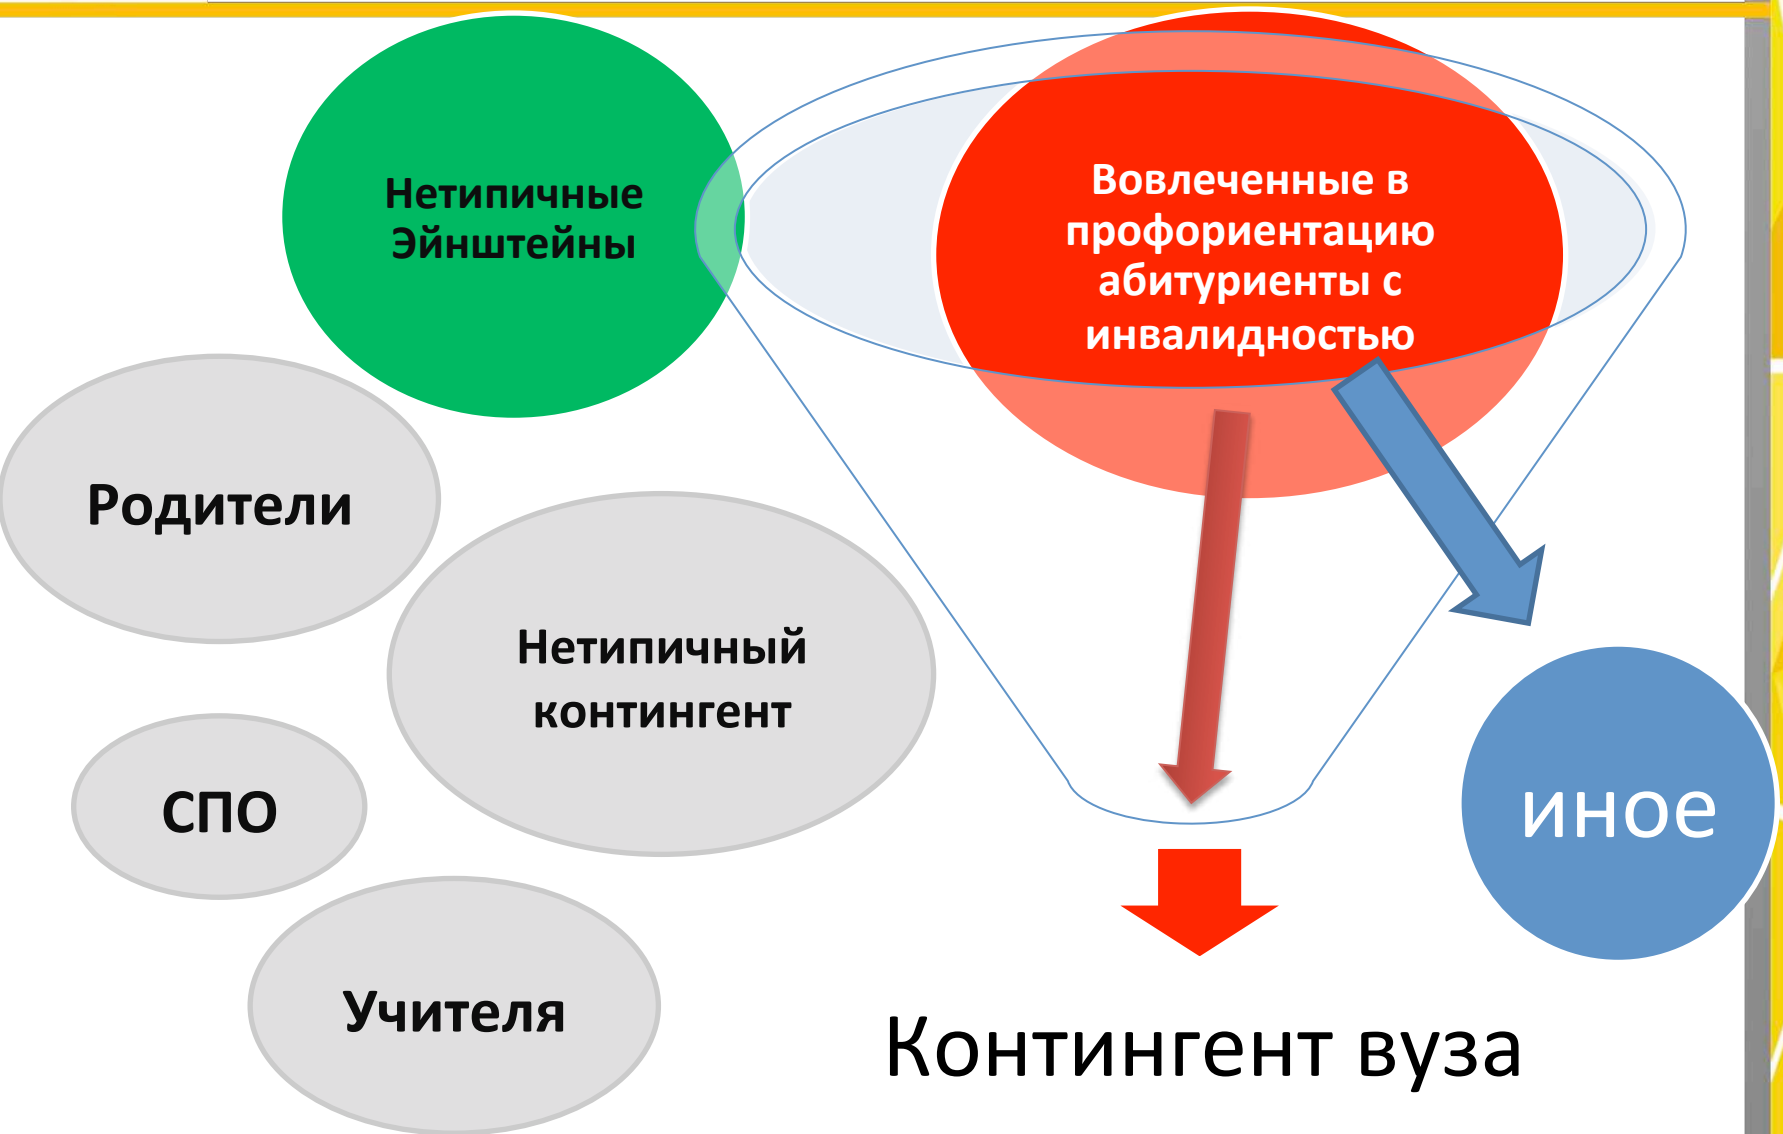 Нетипичные
Эйнштейны
Вовлеченные в
профориентацию
абитуриенты с
инвалидностью
Родители
Нетипичный
контингент
СПО
иное
Учителя
Контингент вуза